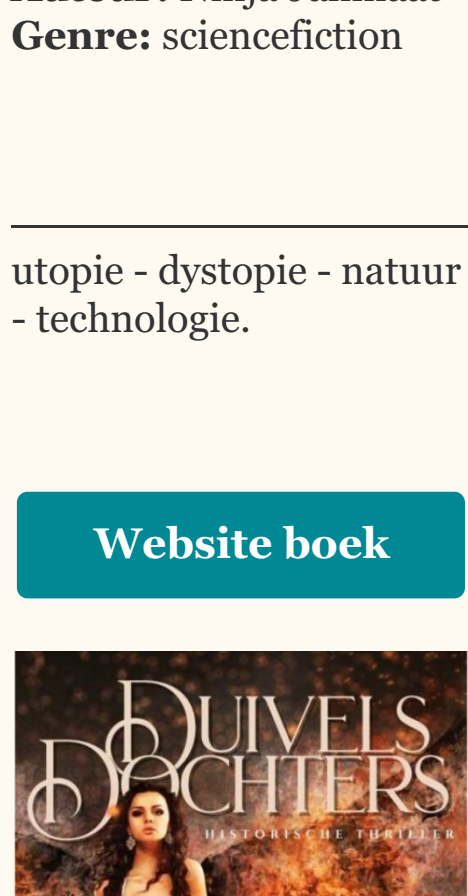 Genre: sciencefiction
utopie - dystopie - natuur
- technologie.
Website boek
DUIVELS
DOCHTERS
HISTORISCHE THRILLER